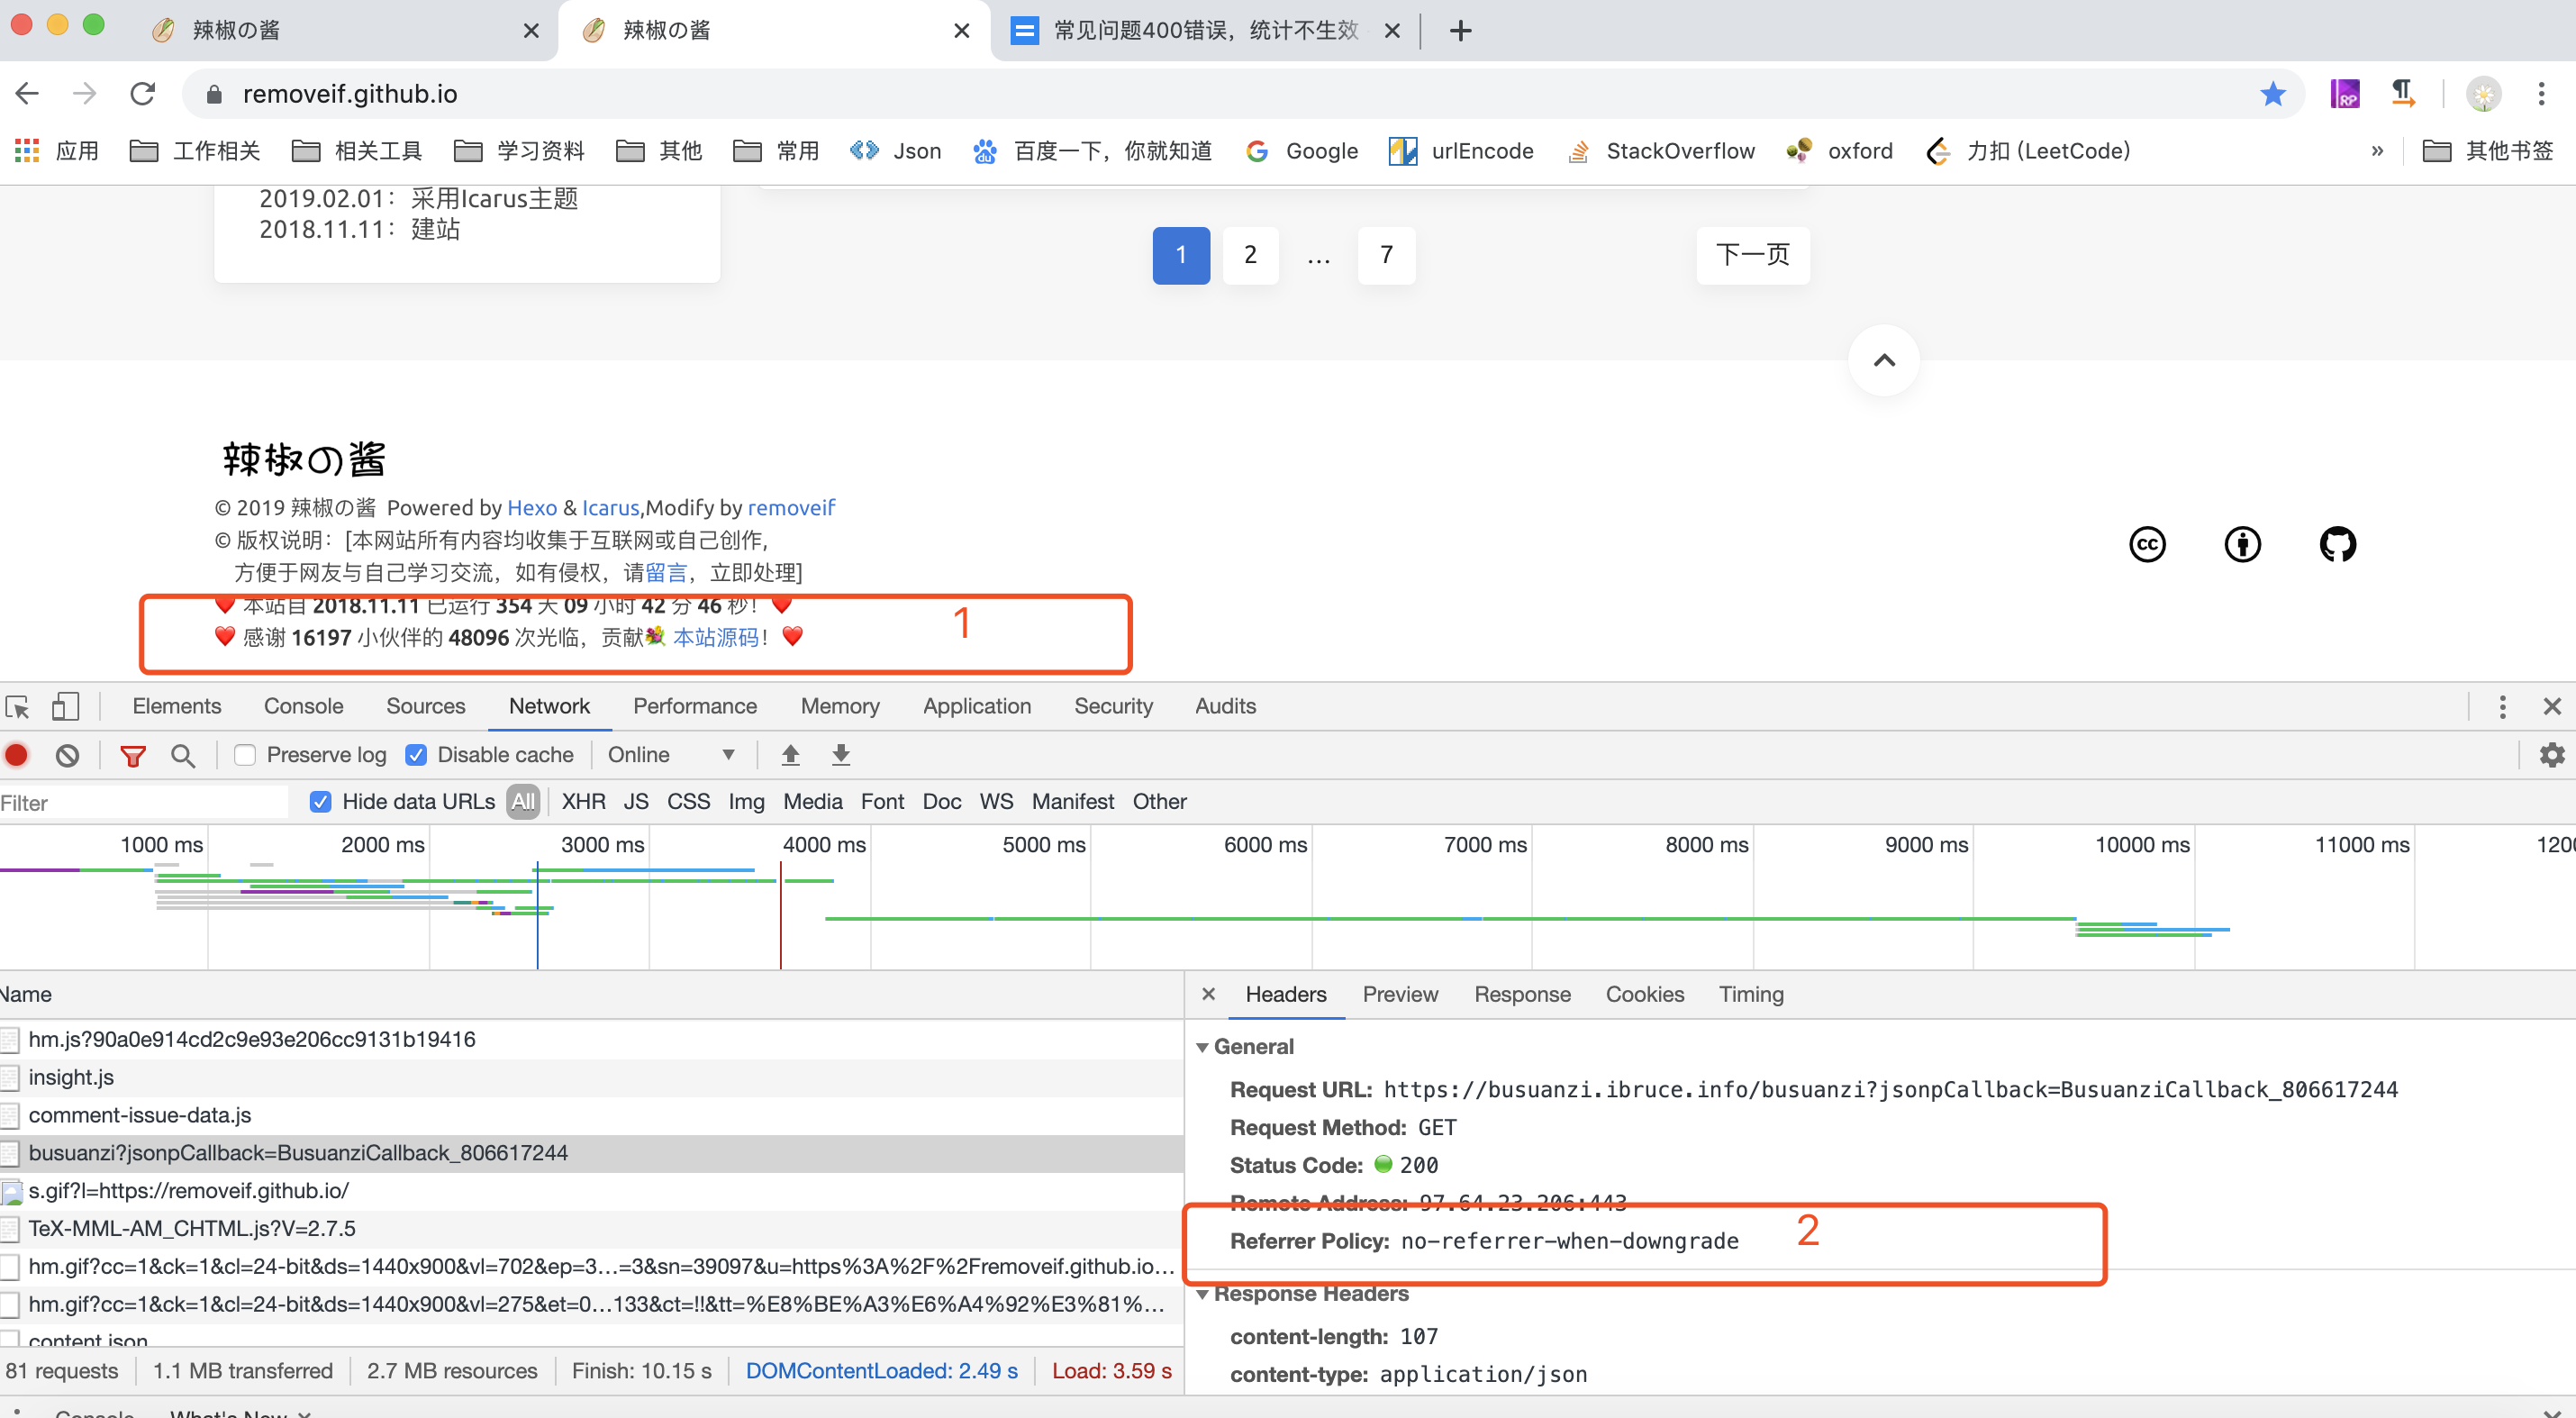 辣椒の酱
辣椒の酱
常见问题400错误，统计不生效
removeif.github.io
应用 工作相关 相关工具 学习资料 其他 常用 Json 百度一下，你就知道 Google urlEncode StackOverflow oxford 力扣 (LeetCode) » 其他书签
2019.02.01：采用Icarus主题
2018.11.11：建站
1 2 … 7 下一页
辣椒の酱
© 2019 辣椒の酱 Powered by Hexo & Icarus,Modify by removeif
© 版权说明：[本网站所有内容均收集于互联网或自己创作,
方便于网友与自己学习交流，如有侵权，请留言，立即处理]
❤️ 本站自 2018.11.11 已运行 354 天 09 小时 42 分 46 秒！❤️
❤️ 感谢 16197 小伙伴的 48096 次光临，贡献💐 本站源码！❤️
1
Elements Console Sources Network Performance Memory Application Security Audits
Preserve log Disable cache Online
Filter Hide data URLs All XHR JS CSS Img Media Font Doc WS Manifest Other
1000 ms 2000 ms 3000 ms 4000 ms 5000 ms 6000 ms 7000 ms 8000 ms 9000 ms 10000 ms 11000 ms 1200
Name
hm.js?90a0e914cd2c9e93e206cc9131b19416
insight.js
comment-issue-data.js
busuanzi?jsonpCallback=BusuanziCallback_806617244
s.gif?l=https://removeif.github.io/
TeX-MML-AM_CHTML.js?V=2.7.5
hm.gif?cc=1&ck=1&cl=24-bit&ds=1440x900&vl=702&ep=3…=3&sn=39097&u=https%3A%2F%2Fremoveif.github.io…
hm.gif?cc=1&ck=1&cl=24-bit&ds=1440x900&vl=275&et=0…133&ct=!!&tt=%E8%BE%A3%E6%A4%92%E3%81%…
content.json
81 requests 1.1 MB transferred 2.7 MB resources Finish: 10.15 s DOMContentLoaded: 2.49 s Load: 3.59 s
Headers Preview Response Cookies Timing
General
Request URL: https://busuanzi.ibruce.info/busuanzi?jsonpCallback=BusuanziCallback_806617244
Request Method: GET
Status Code: 200
Remote Address: 97.64.23.206:443
Referrer Policy: no-referrer-when-downgrade
2
Response Headers
content-length: 107
content-type: application/json
Console What's New